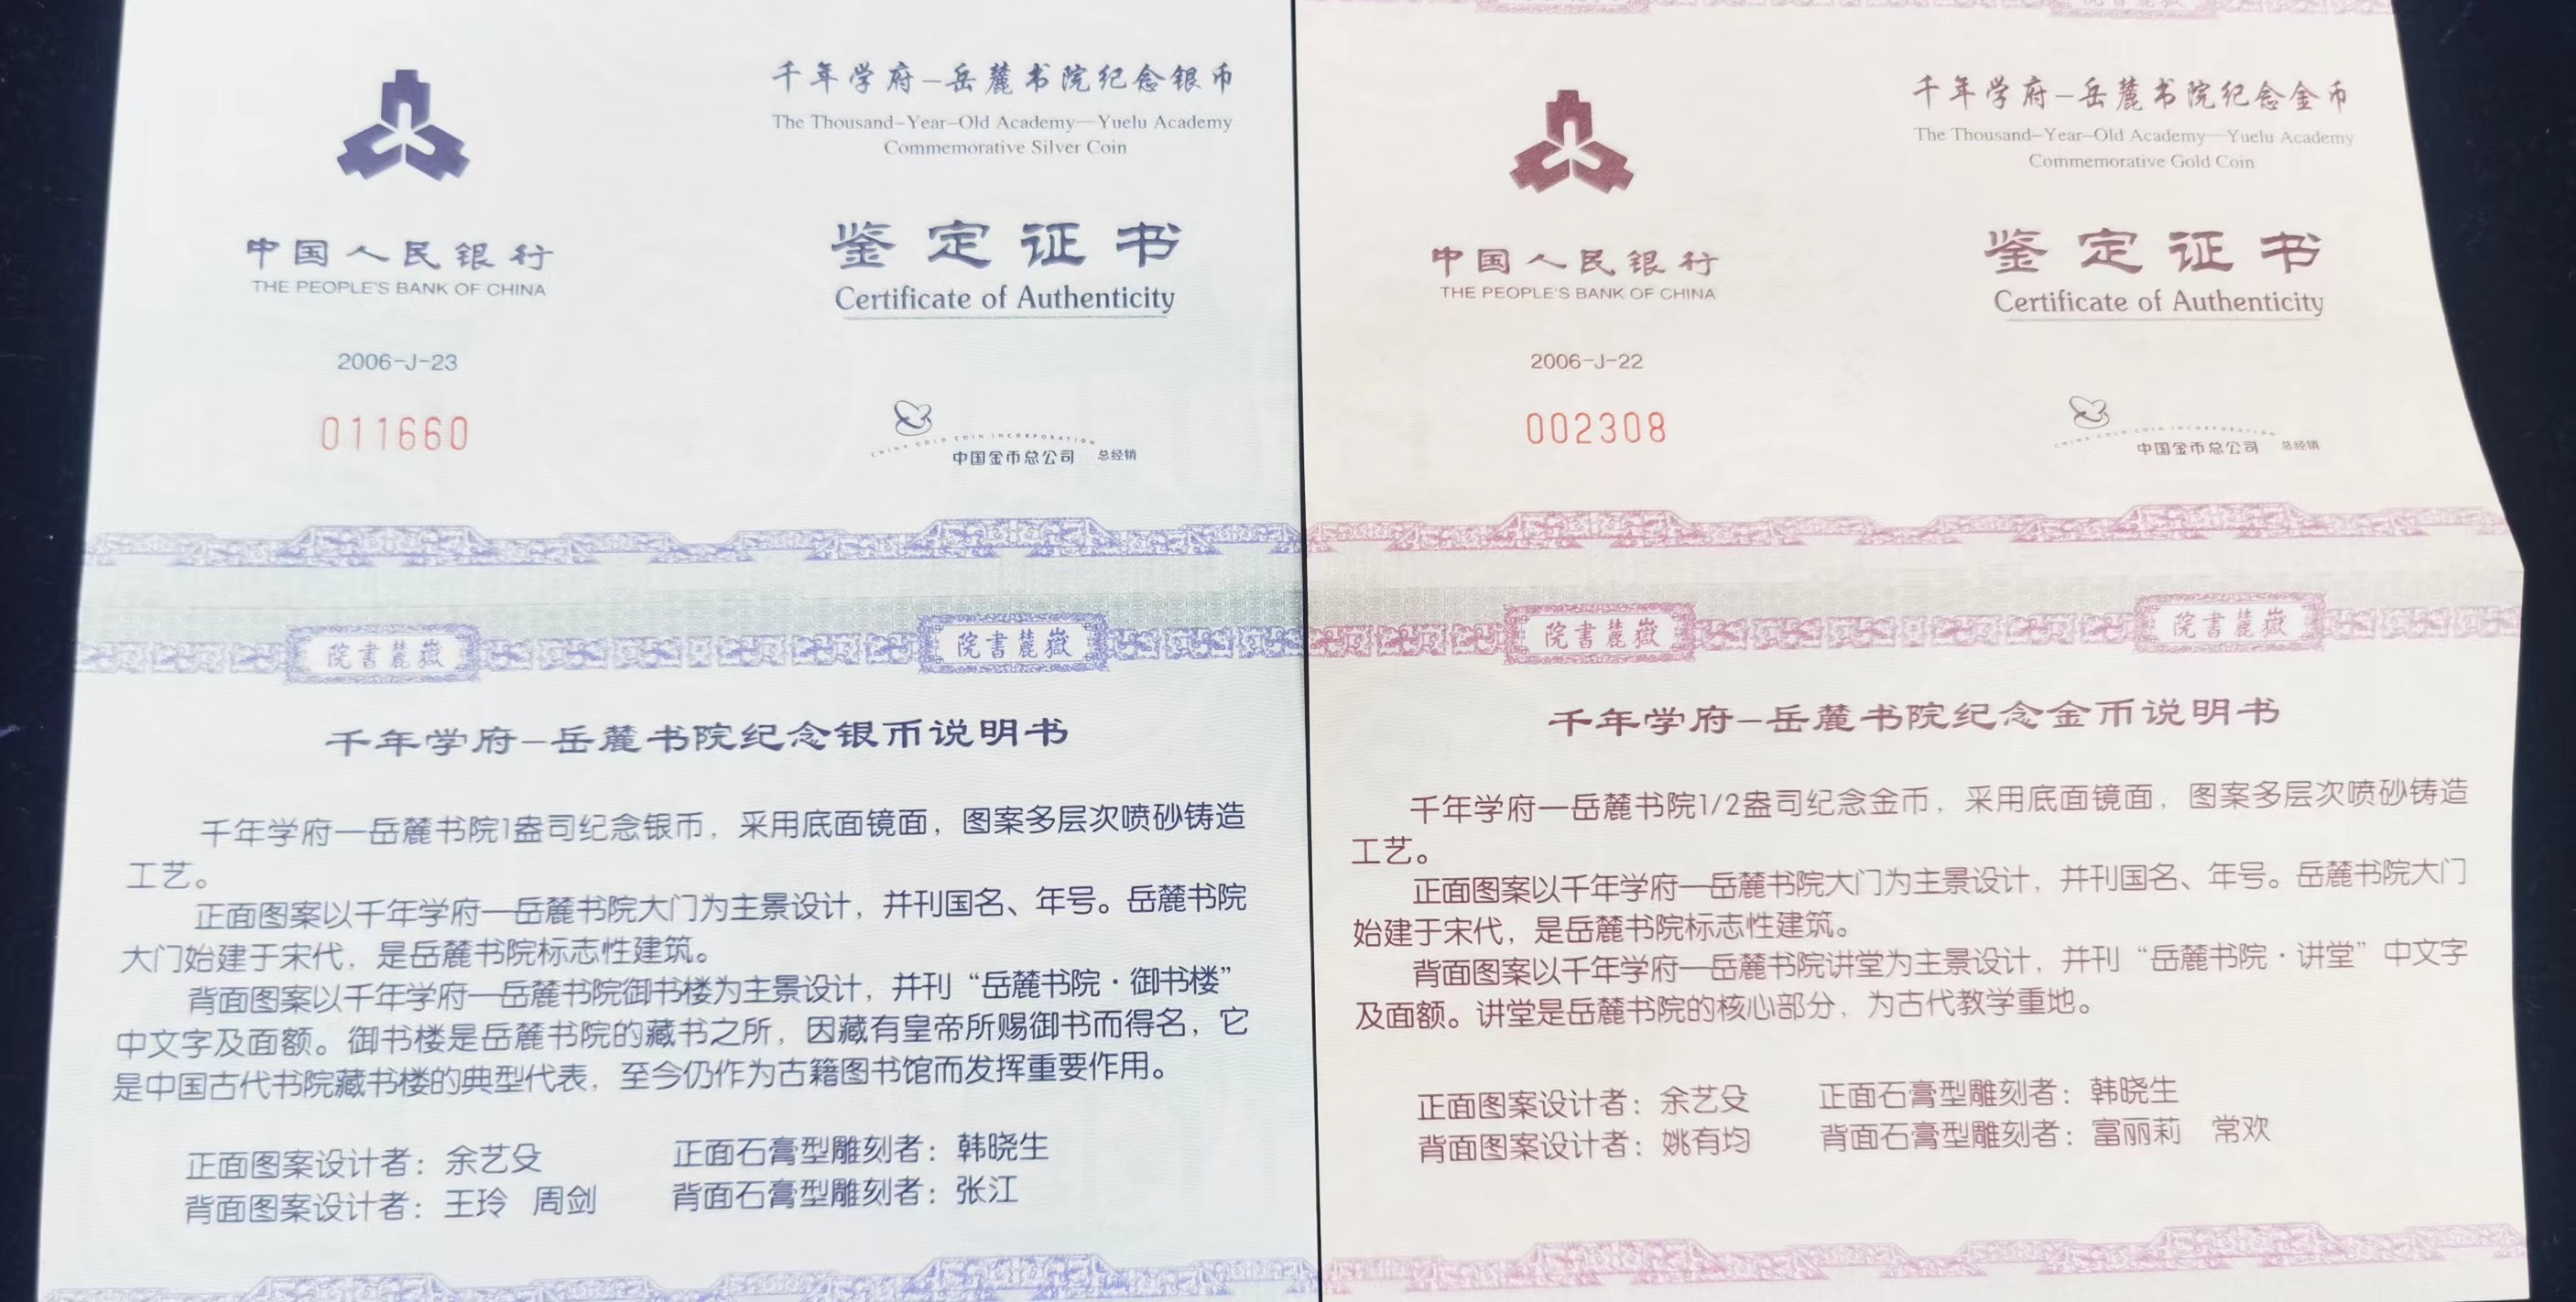 中国人民银行
THE PEOPLE'S BANK OF CHINA
2006-J-23
011660
千年学府–岳麓书院纪念银币
The Thousand–Year–Old Academy—Yuelu Academy
Commemorative Silver Coin
鉴定证书
Certificate of Authenticity
CHINA GOLD COIN INCORPORATION
中国金币总公司 总经销
院書麓嶽
院書麓嶽
千年学府–岳麓书院纪念银币说明书
千年学府—岳麓书院1盎司纪念银币，采用底面镜面，图案多层次喷砂铸造
工艺。
正面图案以千年学府—岳麓书院大门为主景设计，并刊国名、年号。岳麓书院
大门始建于宋代，是岳麓书院标志性建筑。
背面图案以千年学府—岳麓书院御书楼为主景设计，并刊“岳麓书院·御书楼”
中文字及面额。御书楼是岳麓书院的藏书之所，因藏有皇帝所赐御书而得名，它
是中国古代书院藏书楼的典型代表，至今仍作为古籍图书馆而发挥重要作用。
正面图案设计者：余艺殳 正面石膏型雕刻者：韩晓生
背面图案设计者：王玲 周剑 背面石膏型雕刻者：张江
中国人民银行
THE PEOPLE'S BANK OF CHINA
2006-J-22
002308
千年学府–岳麓书院纪念金币
The Thousand–Year–Old Academy—Yuelu Academy
Commemorative Gold Coin
鉴定证书
Certificate of Authenticity
CHINA GOLD COIN INCORPORATION
中国金币总公司 总经销
院書麓嶽
院書麓嶽
千年学府–岳麓书院纪念金币说明书
千年学府—岳麓书院1/2盎司纪念金币，采用底面镜面，图案多层次喷砂铸造
工艺。
正面图案以千年学府—岳麓书院大门为主景设计，并刊国名、年号。岳麓书院大门
始建于宋代，是岳麓书院标志性建筑。
背面图案以千年学府—岳麓书院讲堂为主景设计，并刊“岳麓书院·讲堂”中文字
及面额。讲堂是岳麓书院的核心部分，为古代教学重地。
正面图案设计者：余艺殳 正面石膏型雕刻者：韩晓生
背面图案设计者：姚有均 背面石膏型雕刻者：富丽莉 常欢